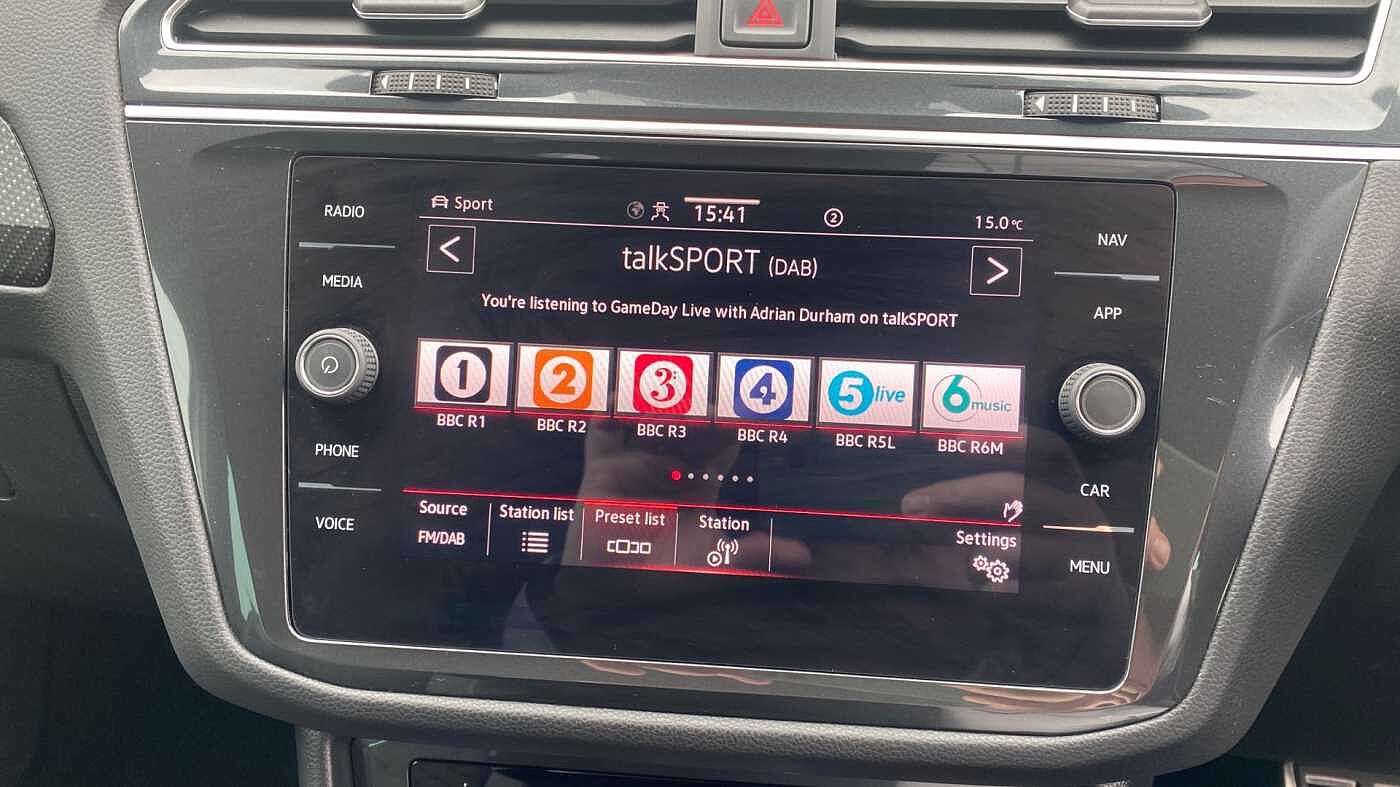 RADIO
MEDIA
PHONE
VOICE
Sport
15:41
2
15.0 °C
<
talkSPORT (DAB)
>
You're listening to GameDay Live with Adrian Durham on talkSPORT
1
2
3:
4
5 live
6 music
BBC R1
BBC R2
BBC R3
BBC R4
BBC R5L
BBC R6M
Source
FM/DAB
Station list
Preset list
Station
Settings
NAV
APP
CAR
MENU